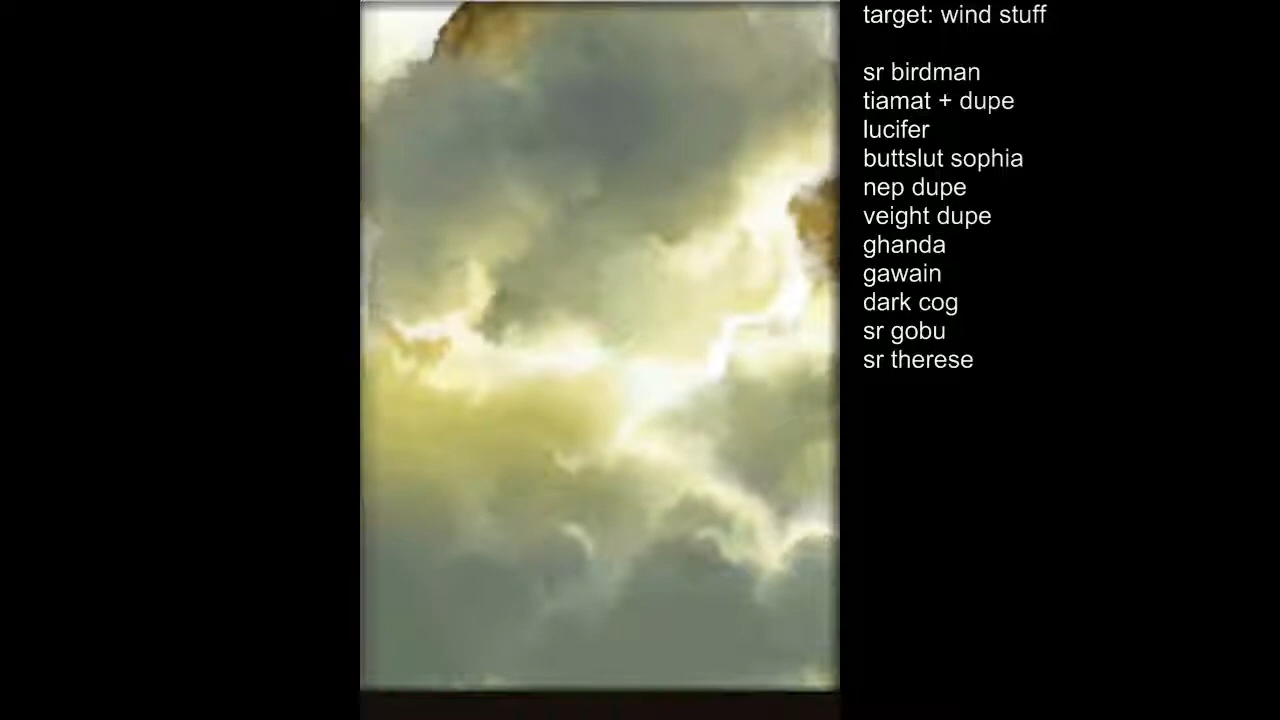 target: wind stuff
sr birdman
tiamat + dupe
lucifer
buttslut sophia
nep dupe
veight dupe
ghanda
gawain
dark cog
sr gobu
sr therese